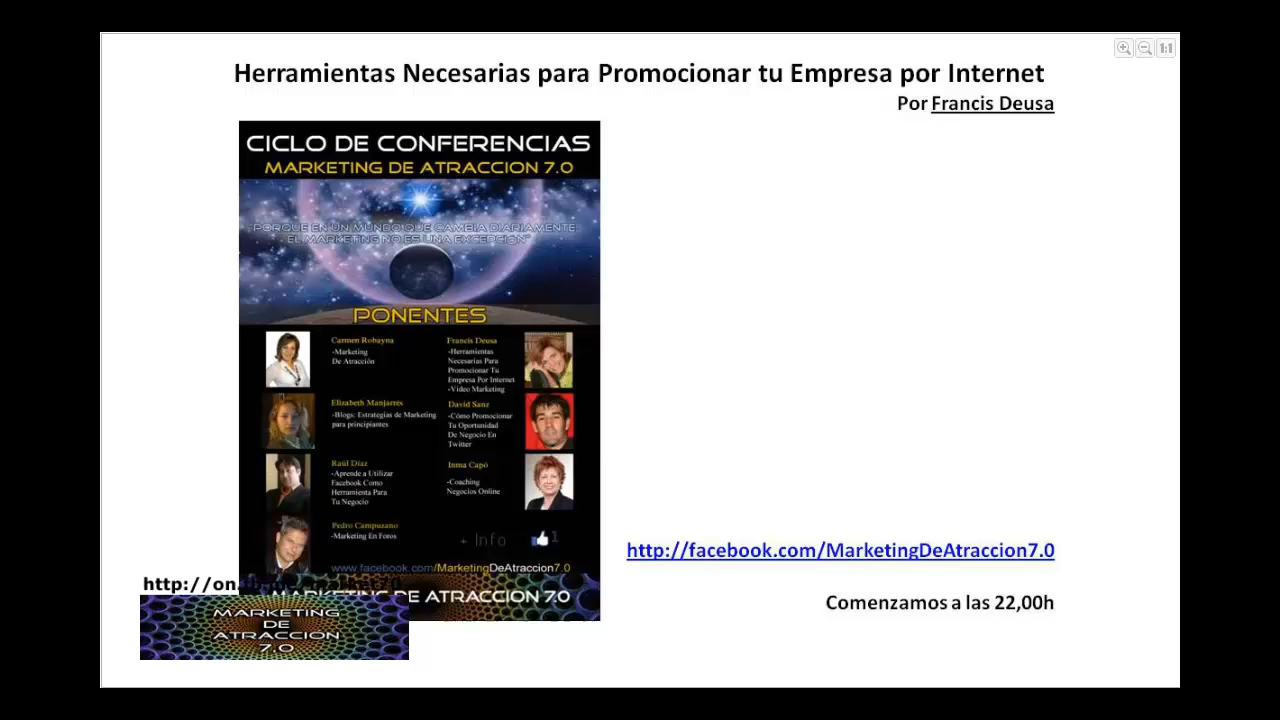 1:1
Herramientas Necesarias para Promocionar tu Empresa por Internet
Por Francis Deusa
CICLO DE CONFERENCIAS
MARKETING DE ATRACCION 7.0
"PORQUE EN UN MUNDO QUE CAMBIA DIARIAMENTE
EL MARKETING NO ES UNA EXCEPCION"
PONENTES
Carmen Robayna
-Marketing
De Atracción
Francis Deusa
-Herramientas
Necesarias Para
Promocionar Tu
Empresa Por Internet
-Video Marketing
Elizabeth Manjarrés
-Blogs: Estrategias de Marketing
para principiantes
David Sanz
-Cómo Promocionar
Tu Oportunidad
De Negocio En
Twitter
Raúl Díaz
-Aprende a Utilizar
Facebook Como
Herramienta Para
Tu Negocio
Inma Capó
-Coaching
Negocios Online
Pedro Campuzano
-Marketing En Foros
+ Info
1
www.facebook.com/MarketingDeAtraccion7.0
MARKETING DE ATRACCION 7.0
http://on.
MARKETING
DE
ATRACCION
7.0
http://facebook.com/MarketingDeAtraccion7.0
Comenzamos a las 22,00h